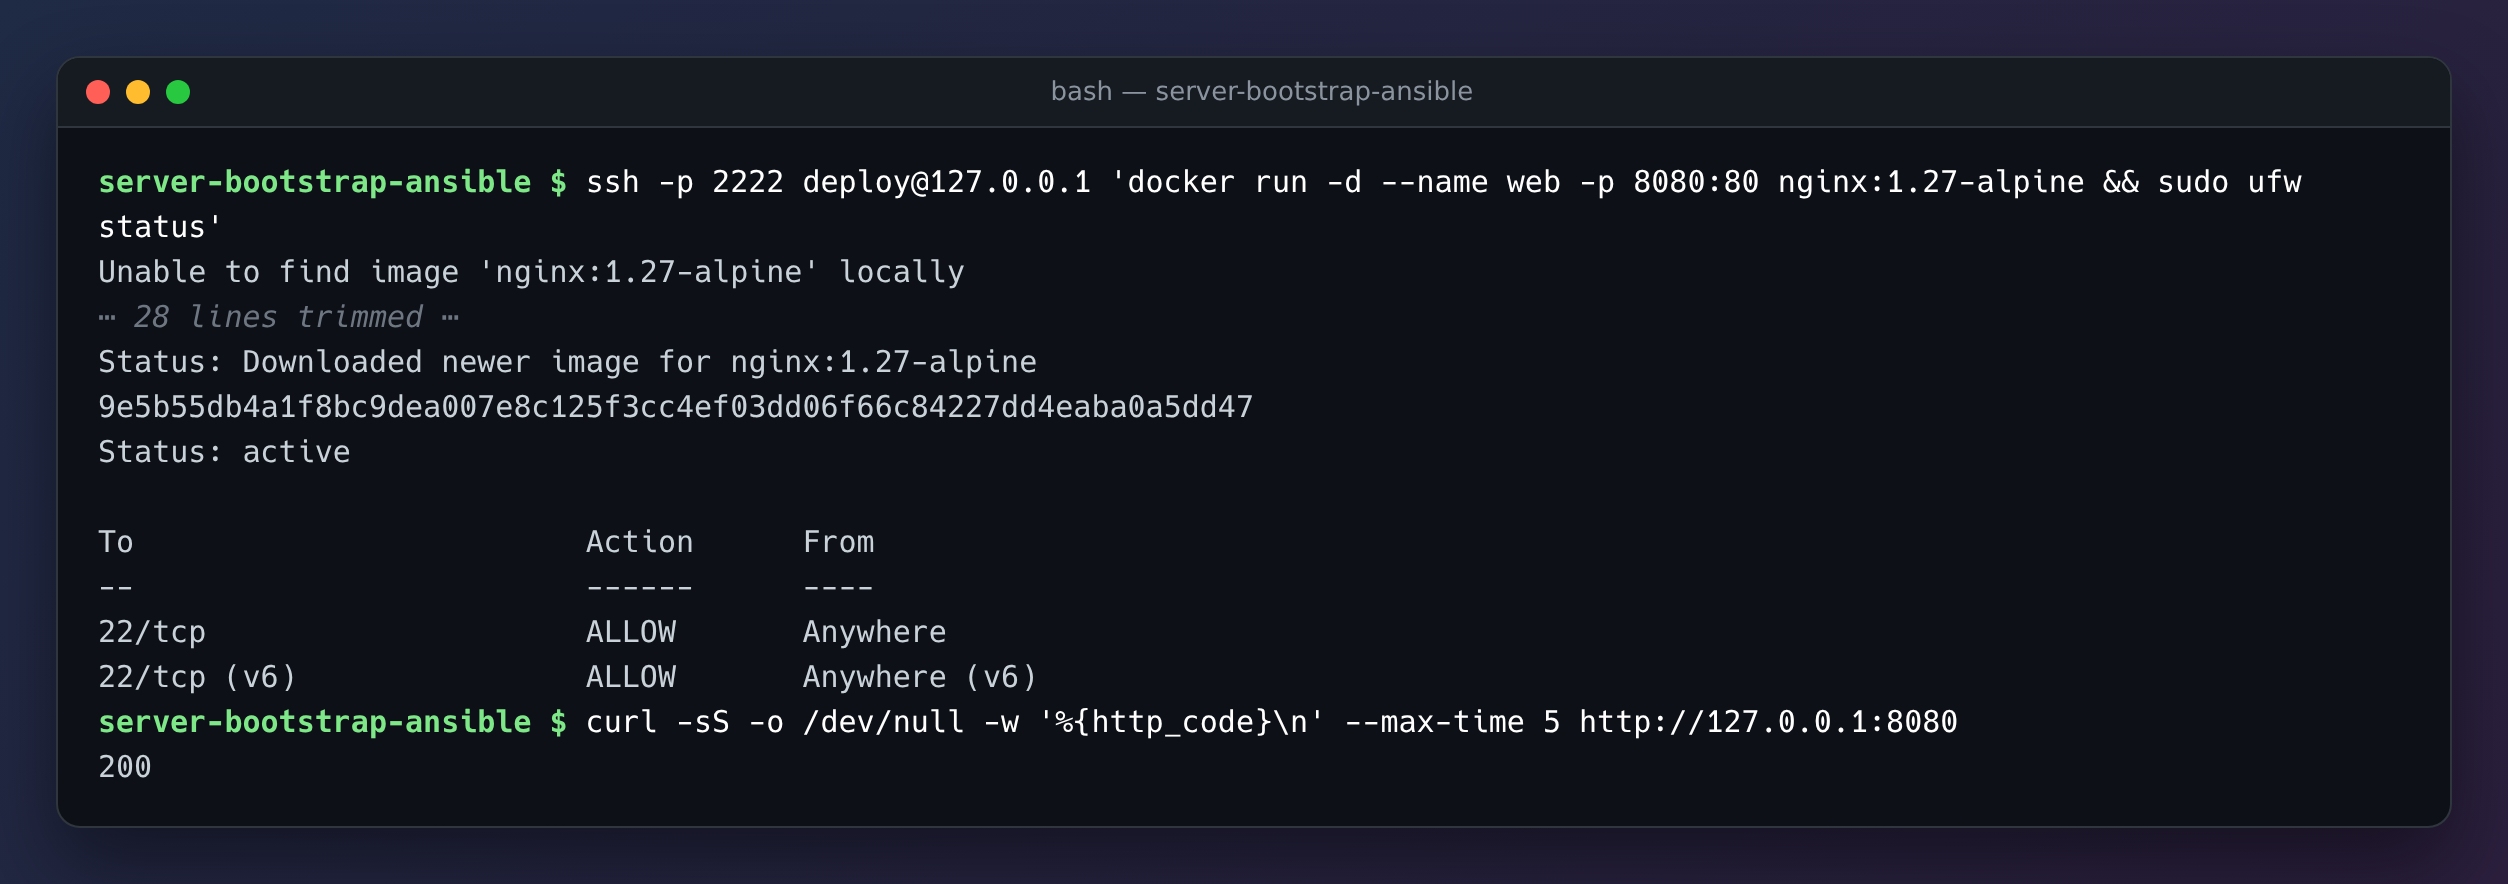 bash — server-bootstrap-ansible
server-bootstrap-ansible $ ssh -p 2222 deploy@127.0.0.1 'docker run -d --name web -p 8080:80 nginx:1.27-alpine && sudo ufw
status'
Unable to find image 'nginx:1.27-alpine' locally
⋯ 28 lines trimmed ⋯
Status: Downloaded newer image for nginx:1.27-alpine
9e5b55db4a1f8bc9dea007e8c125f3cc4ef03dd06f66c84227dd4eaba0a5dd47
Status: active
To                         Action      From
--                         ------      ----
22/tcp                     ALLOW       Anywhere
22/tcp (v6)                ALLOW       Anywhere (v6)
server-bootstrap-ansible $ curl -sS -o /dev/null -w '%{http_code}\n' --max-time 5 http://127.0.0.1:8080
200